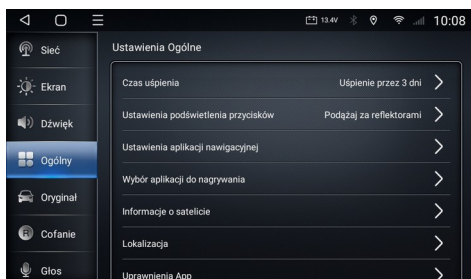 13.4V
10:08
Sieć
Ekran
Dźwięk
Ogólny
Oryginał
R Cofanie
Głos
Ustawienia Ogólne
Czas uśpienia Uśpienie przez 3 dni
Ustawienia podświetlenia przycisków Podążaj za reflektorami
Ustawienia aplikacji nawigacyjnej
Wybór aplikacji do nagrywania
Informacje o satelicie
Lokalizacja
Uprawnienia App